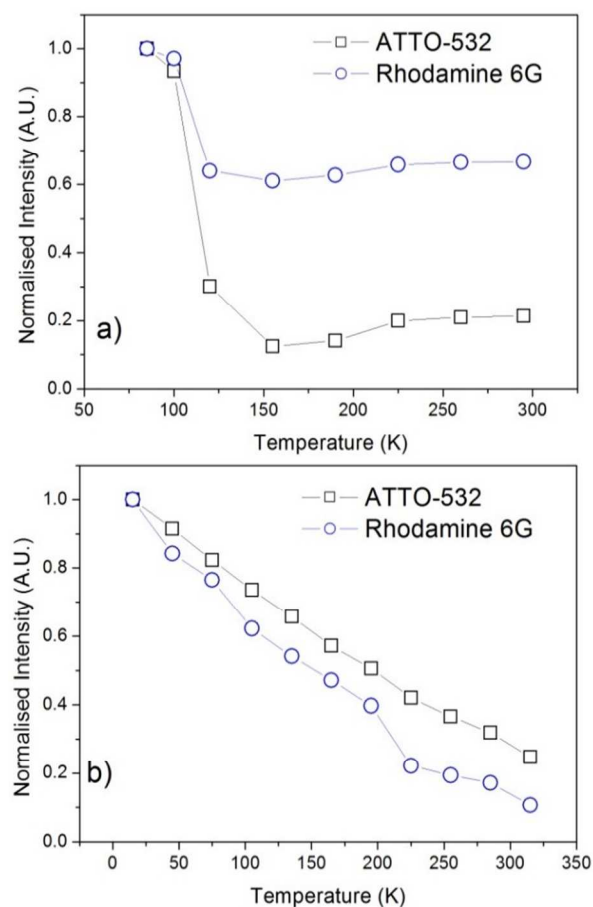 1.0
0.8
0.6
0.4
0.2
0.0
Normalised Intensity (A.U.)
ATTO-532
Rhodamine 6G
a)
50 100 150 200 250 300
Temperature (K)
1.0
0.8
0.6
0.4
0.2
0.0
Normalised Intensity (A.U.)
ATTO-532
Rhodamine 6G
b)
0 50 100 150 200 250 300 350
Temperature (K)